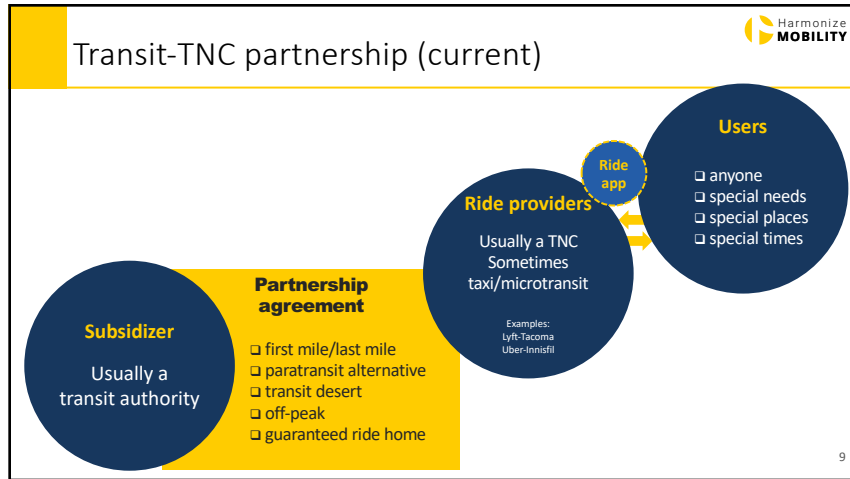 Transit-TNC partnership (current)
Harmonize
MOBILITY
Subsidizer
Usually a
transit authority
Partnership
agreement
❑ first mile/last mile
❑ paratransit alternative
❑ transit desert
❑ off-peak
❑ guaranteed ride home
Ride providers
Usually a TNC
Sometimes
taxi/microtransit
Examples:
Lyft-Tacoma
Uber-Innisfil
Ride
app
Users
❑ anyone
❑ special needs
❑ special places
❑ special times
9